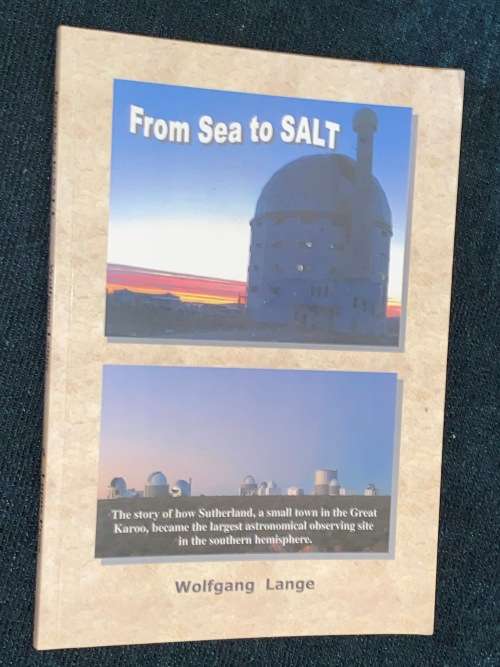 From Sea to SALT
The story of how Sutherland, a small town in the Great
Karoo, became the largest astronomical observing site
in the southern hemisphere.
Wolfgang Lange